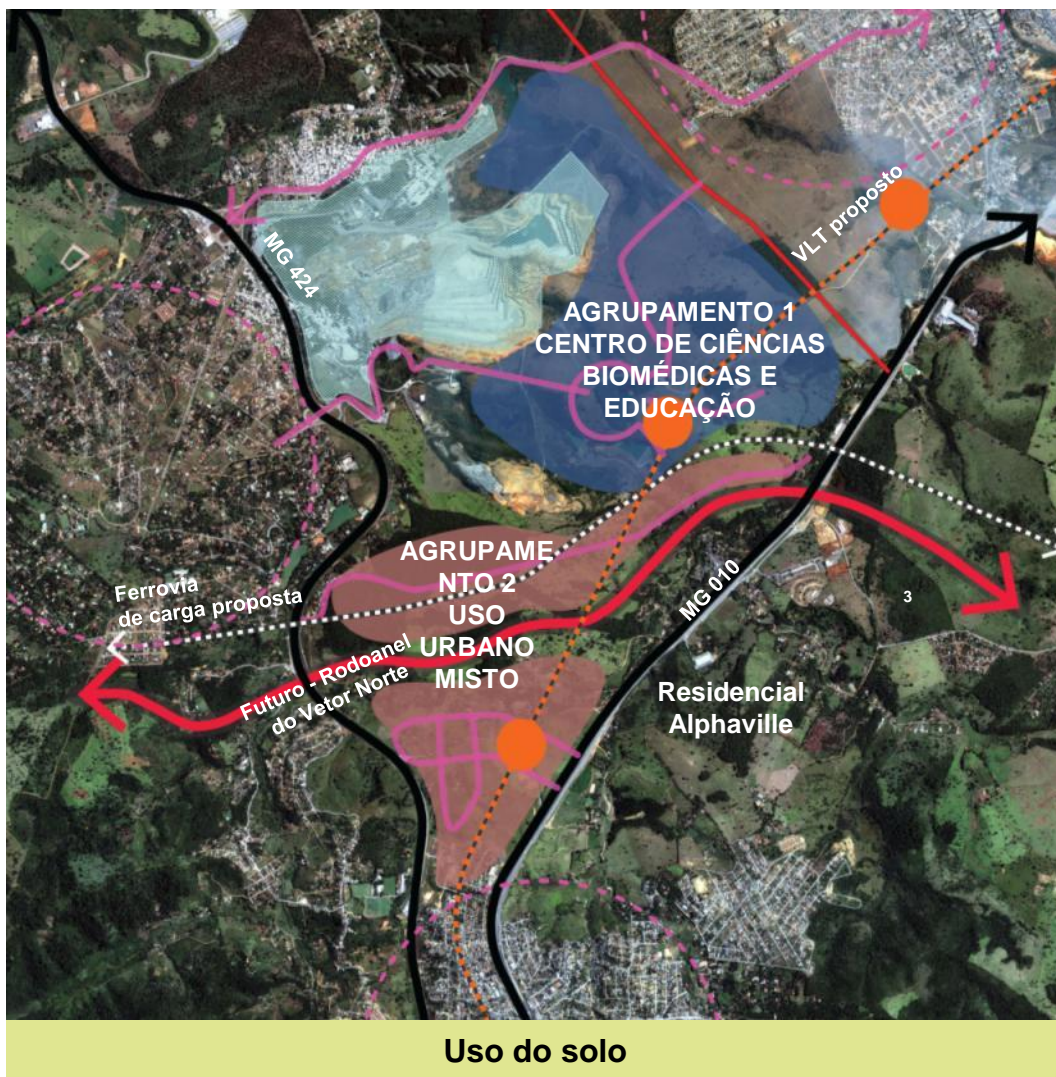 VLT proposto
MG 424
AGRUPAMENTO 1
CENTRO DE CIÊNCIAS
BIOMÉDICAS E
EDUCAÇÃO
AGRUPAME
NTO 2
USO
URBANO
MISTO
Ferrovia
de carga proposta
MG 010
3
Futuro - Rodoanel
do Vetor Norte
Residencial
Alphaville
Uso do solo